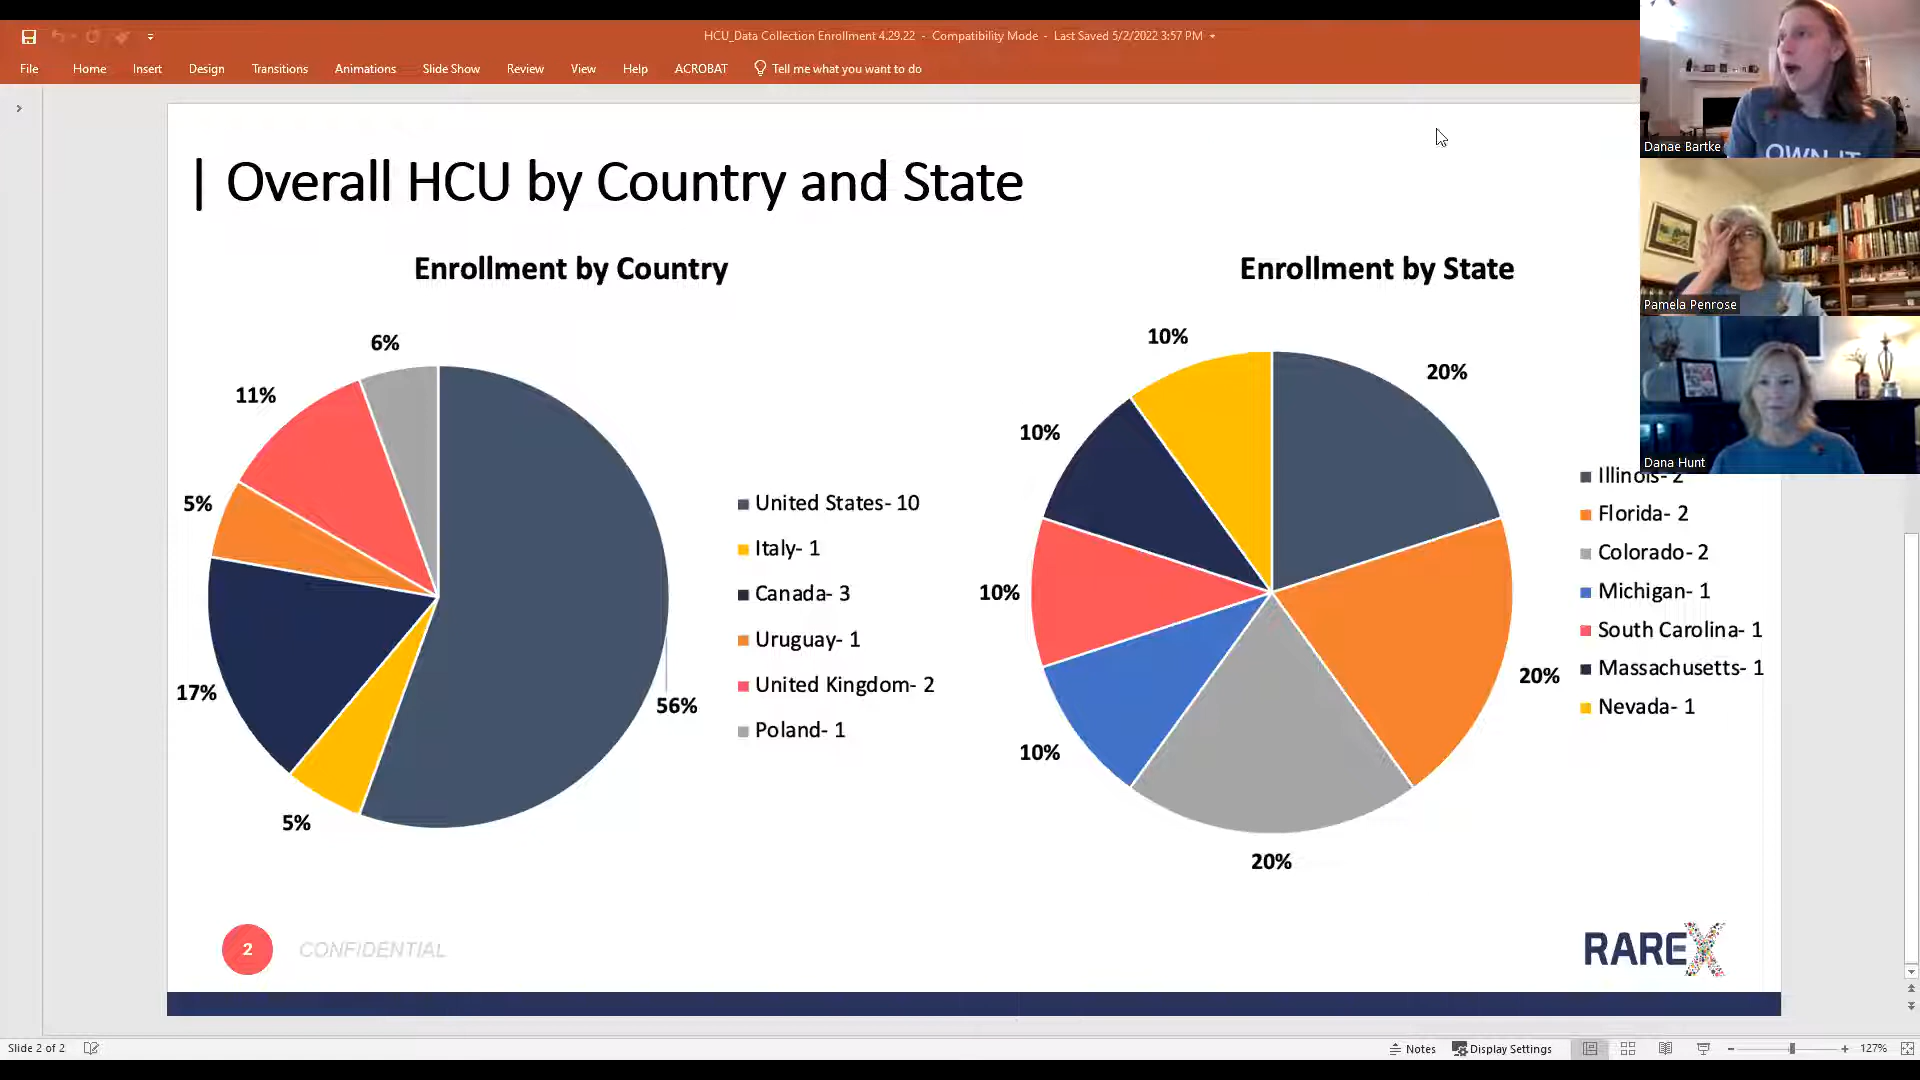 HCU_Data Collection Enrollment 4.29.22 - Compatibility Mode - Last Saved 5/2/2022 3:57 PM
File Home Insert Design Transitions Animations Slide Show Review View Help ACROBAT Tell me what you want to do
Danae Bartke
OWN IT
Pamela Penrose
Dana Hunt
| Overall HCU by Country and State
Enrollment by Country
6%
11%
5%
17%
5%
56%
United States- 10
Italy- 1
Canada- 3
Uruguay- 1
United Kingdom- 2
Poland- 1
Enrollment by State
10%
20%
10%
10%
10%
20%
20%
Illinois- 2
Florida- 2
Colorado- 2
Michigan- 1
South Carolina- 1
Massachusetts- 1
Nevada- 1
2
CONFIDENTIAL
RAREX
Slide 2 of 2
Notes Display Settings 127%